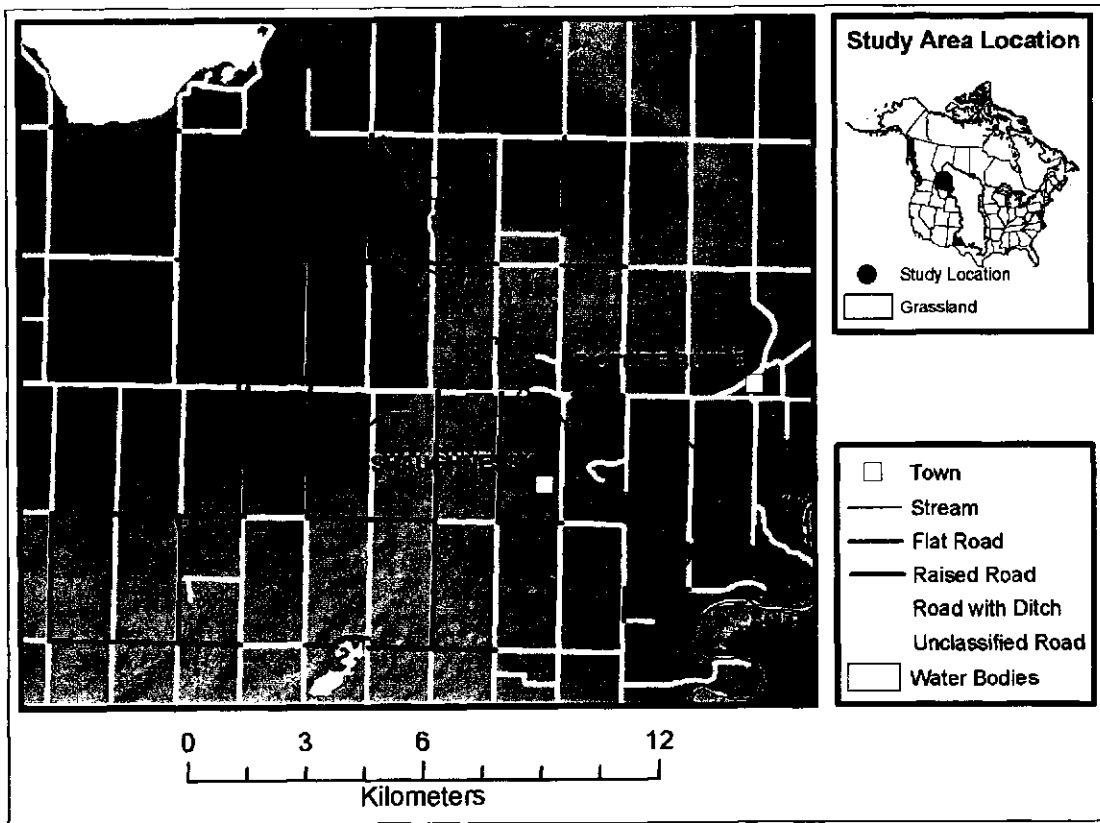 Study Area Location
Study Location
Grassland
Town
Stream
Flat Road
Raised Road
Road with Ditch
Unclassified Road
Water Bodies
0 3 6 12
Kilometers